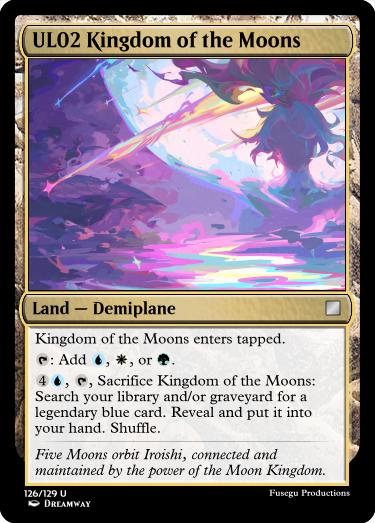 UL02 Kingdom of the Moons
Land — Demiplane
Kingdom of the Moons enters tapped.
: Add , , or .
4 , , Sacrifice Kingdom of the Moons:
Search your library and/or graveyard for a
legendary blue card. Reveal and put it into
your hand. Shuffle.
Five Moons orbit Iroishi, connected and
maintained by the power of the Moon Kingdom.
126/129 U
Fusegu Productions
Dreamway